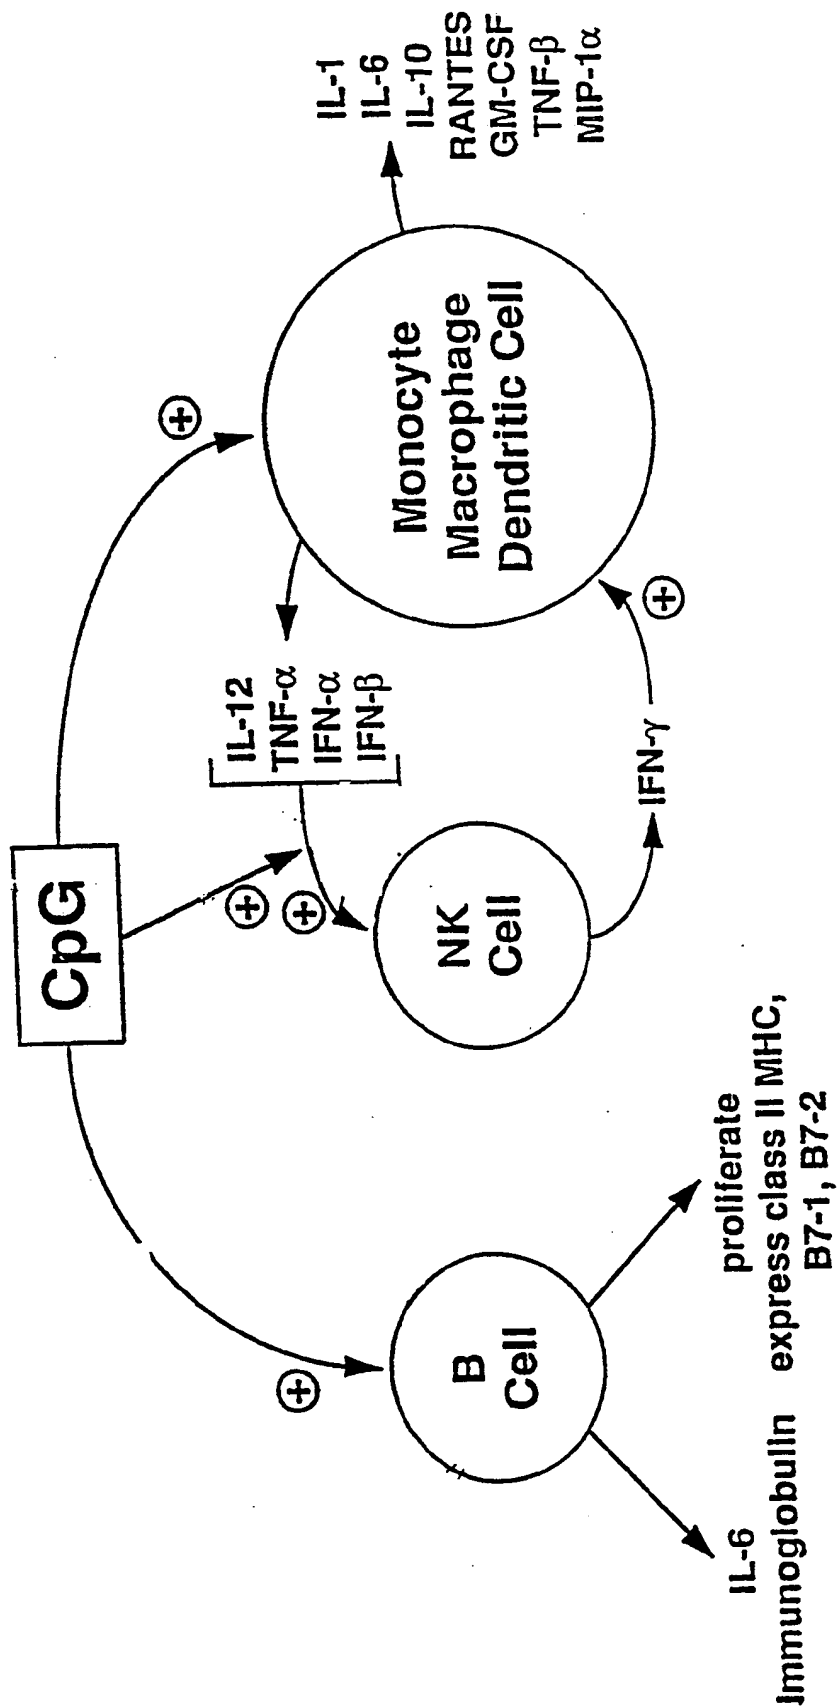 CpG
B
Cell
IL-6
Immunoglobulin
proliferate
express class II MHC,
B7-1, B7-2
NK
Cell
IL-12
TNF-α
IFN-α
IFN-β
IFN-γ
Monocyte
Macrophage
Dendritic Cell
IL-1
IL-6
IL-10
RANTES
GM-CSF
TNF-β
MIP-1α
+
+
+
+
+